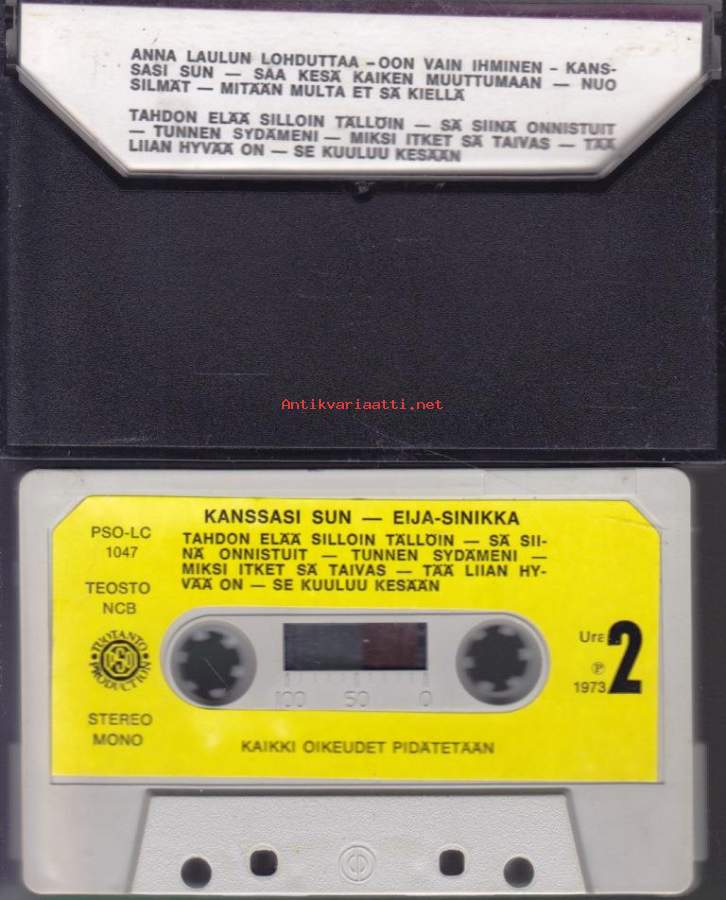 ANNA LAULUN LOHDUTTAA – OON VAIN IHMINEN – KANS-
SASI SUN — SAA KESÄ KAIKEN MUUTTUMAAN — NUO
SILMÄT — MITÄÄN MULTA ET SÄ KIELLÄ
TAHDON ELÄÄ SILLOIN TÄLLÖIN — SÄ SIINÄ ONNISTUIT
— TUNNEN SYDÄMENI — MIKSI ITKET SÄ TAIVAS — TÄÄ
LIIAN HYVÄÄ ON — SE KUULUU KESÄÄN
Antikvariaatti.net
KANSSASI SUN — EIJA-SINIKKA
TAHDON ELÄÄ SILLOIN TÄLLÖIN — SÄ SII-
NÄ ONNISTUIT — TUNNEN SYDÄMENI —
MIKSI ITKET SÄ TAIVAS — TÄÄ LIIAN HY-
VÄÄ ON — SE KUULUU KESÄÄN
PSO-LC
1047
TEOSTO
NCB
TUOTANTO
PSO
PRODUCTION
STEREO
MONO
Ura 2
℗
1973
100 50 0
KAIKKI OIKEUDET PIDÄTETÄÄN